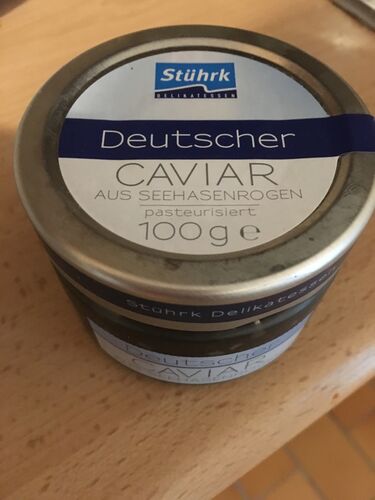 Stührk
DELIKATESSEN
Deutscher
CAVIAR
AUS SEEHASENROGEN
pasteurisiert
100g e
Stührk Delikatessen
Deutscher
CAVIAR